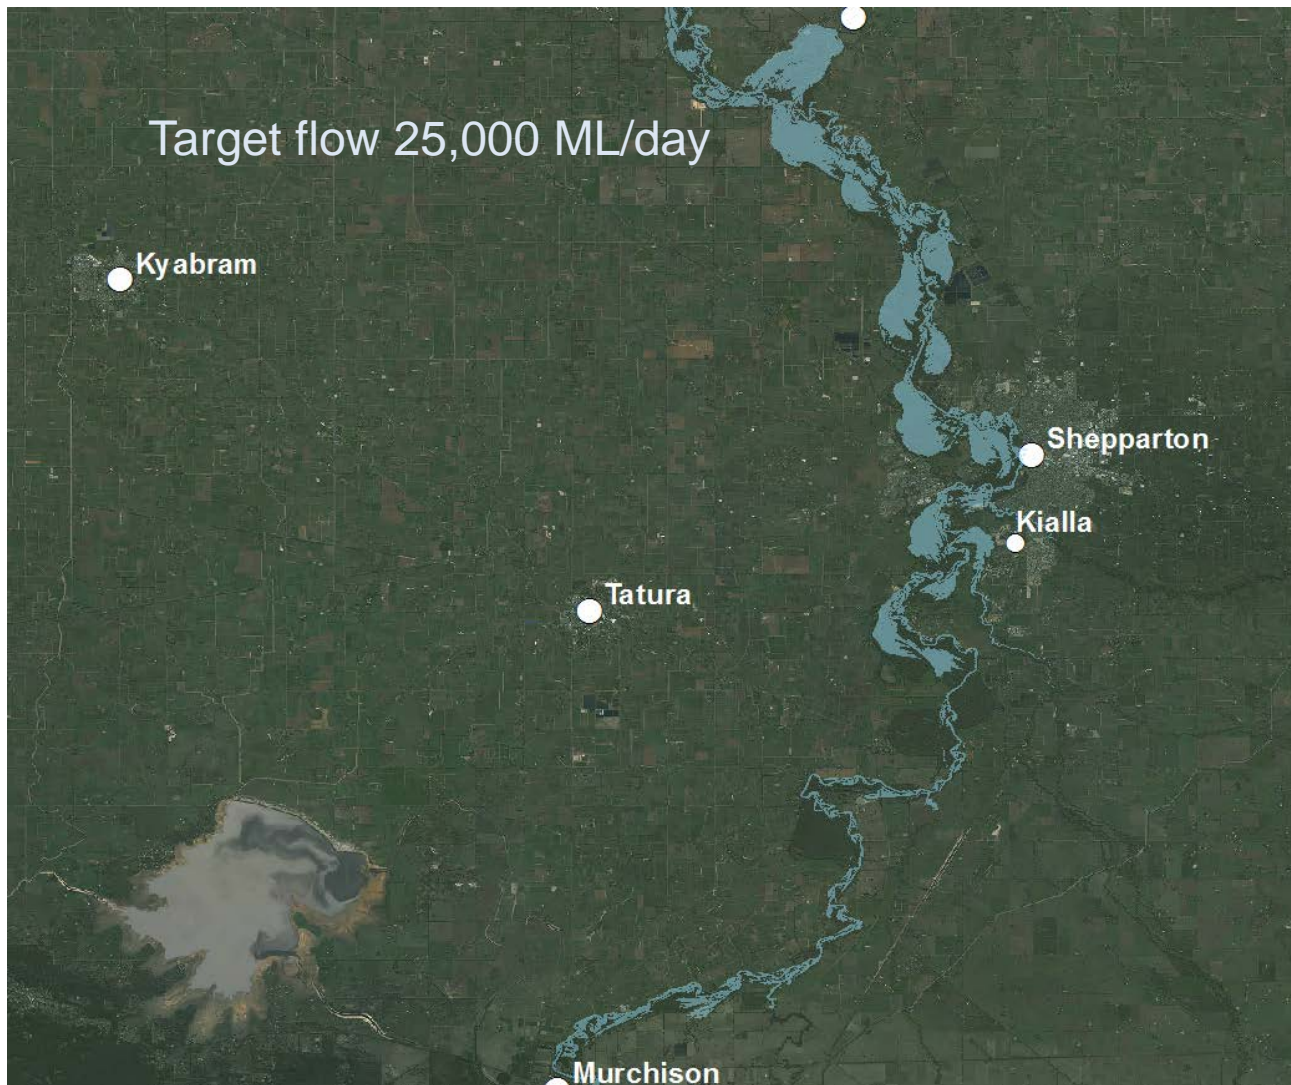 Target flow 25,000 ML/day
Kyabram
Shepparton
Kialla
Tatura
Murchison